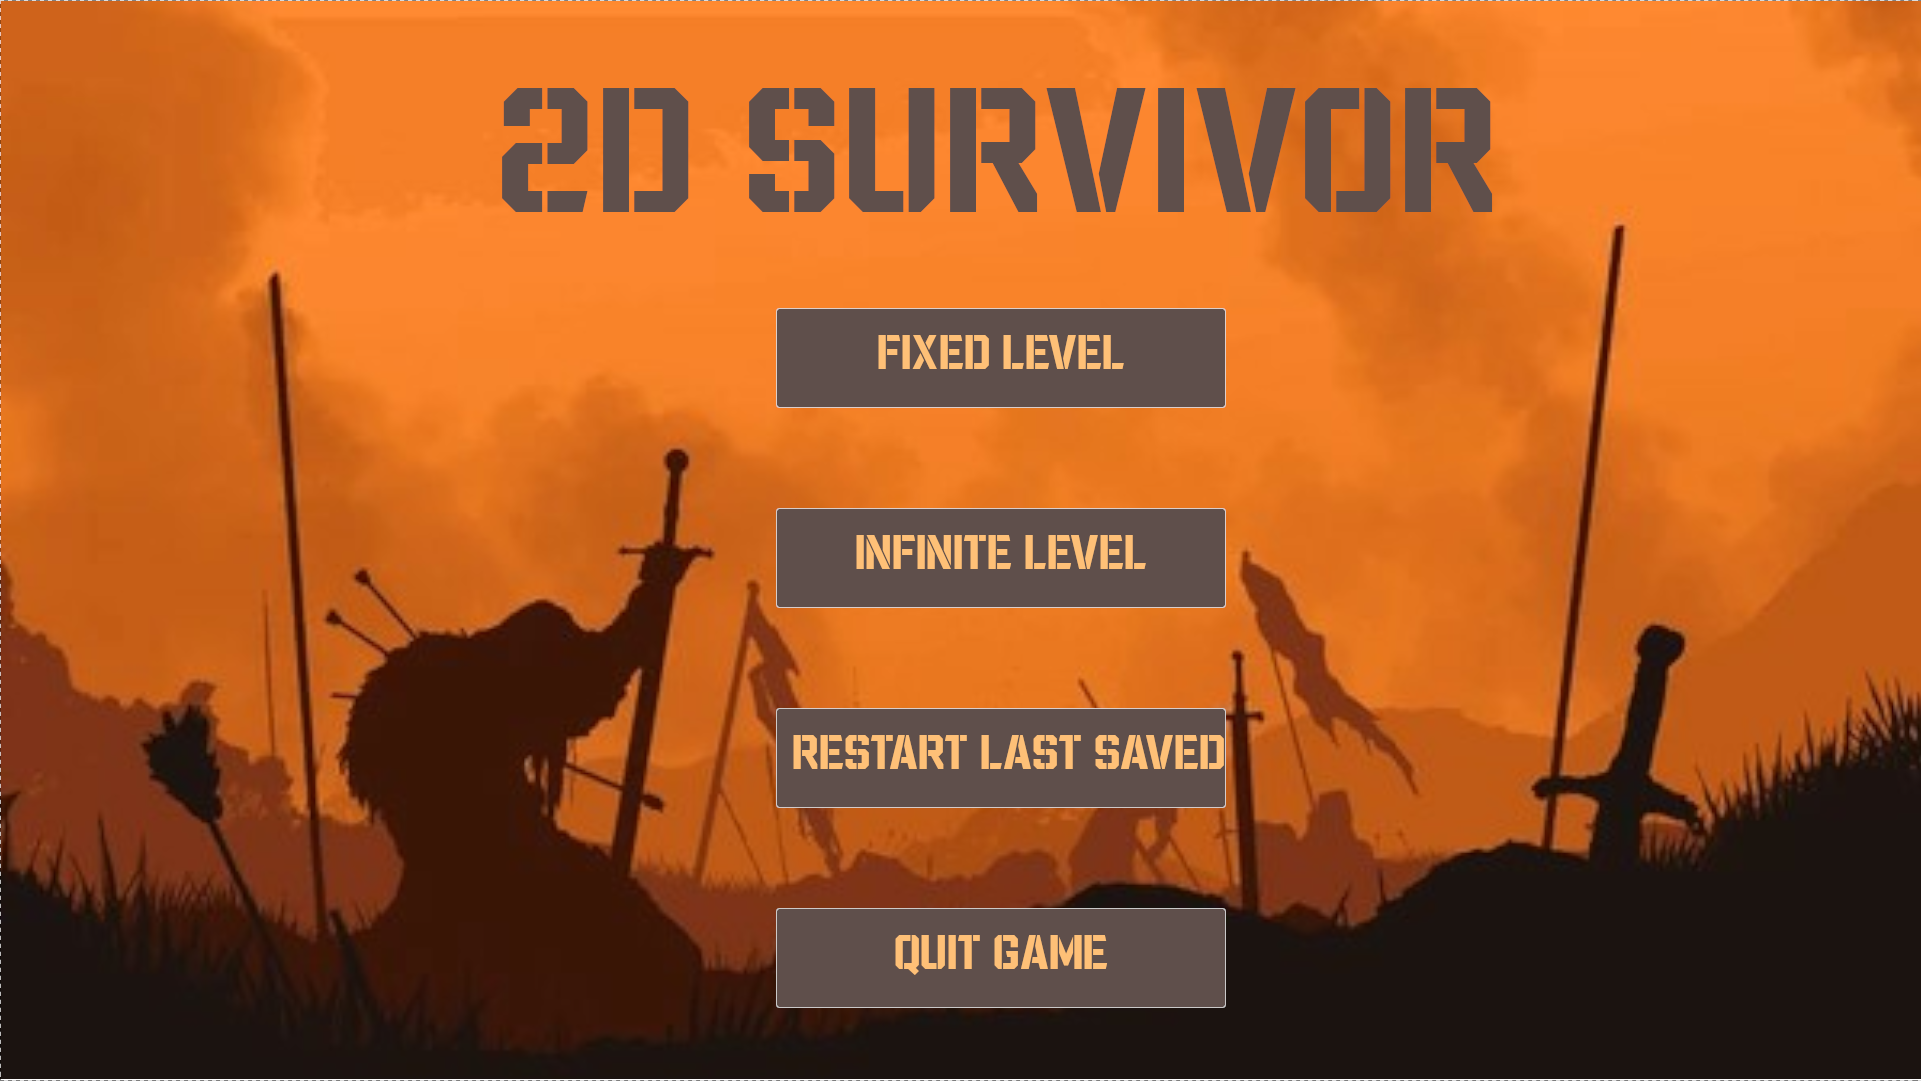 2D SURVIVOR
FIXED LEVEL
INFINITE LEVEL
RESTART LAST SAVED
QUIT GAME